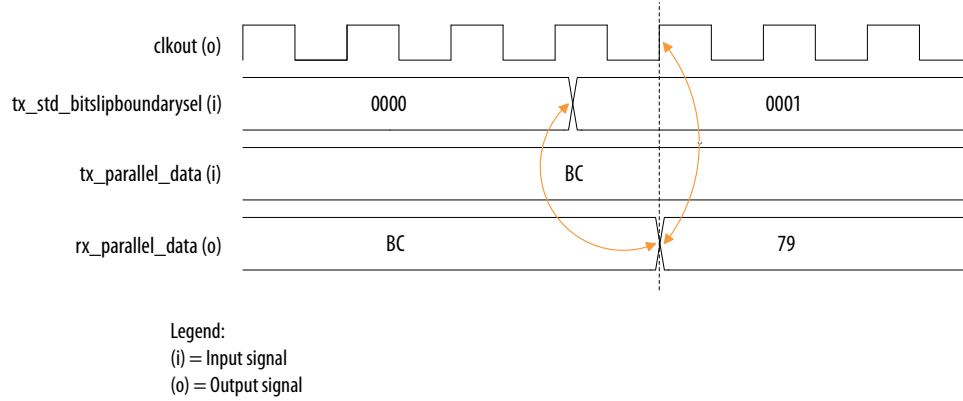 clkout (o)
tx_std_bitslipboundarysel (i) 0000 0001
tx_parallel_data (i) BC
rx_parallel_data (o) BC 79
Legend:
(i) = Input signal
(o) = Output signal